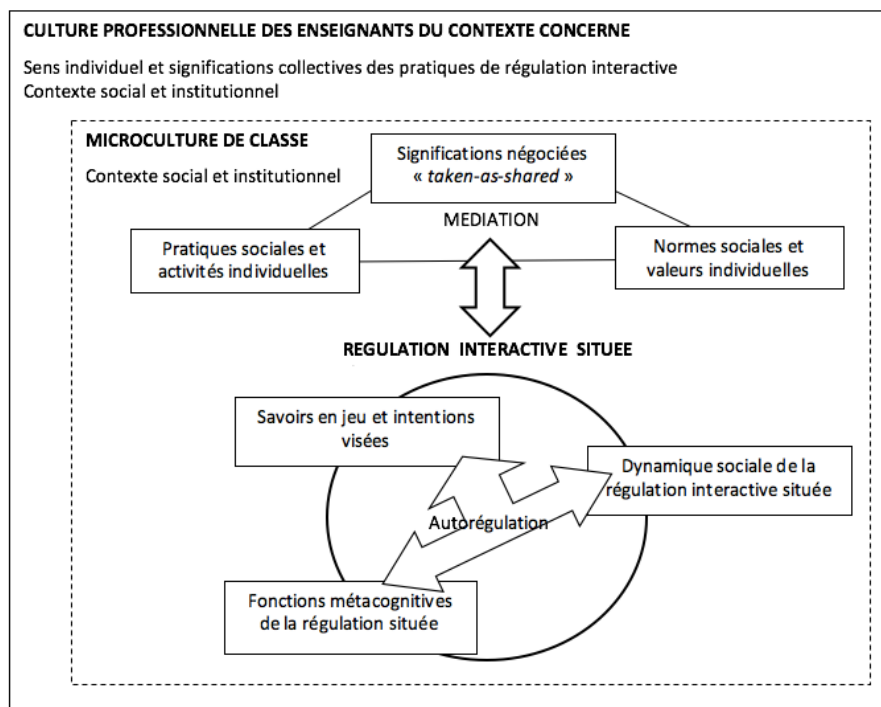 CULTURE PROFESSIONNELLE DES ENSEIGNANTS DU CONTEXTE CONCERNE
Sens individuel et significations collectives des pratiques de régulation interactive
Contexte social et institutionnel
MICROCULTURE DE CLASSE
Contexte social et institutionnel
Significations négociées
« taken-as-shared »
MEDIATION
Pratiques sociales et
activités individuelles
Normes sociales et
valeurs individuelles
REGULATION INTERACTIVE SITUEE
Savoirs en jeu et intentions
visées
Dynamique sociale de la
régulation interactive située
Autorégulation
Fonctions métacognitives
de la régulation située